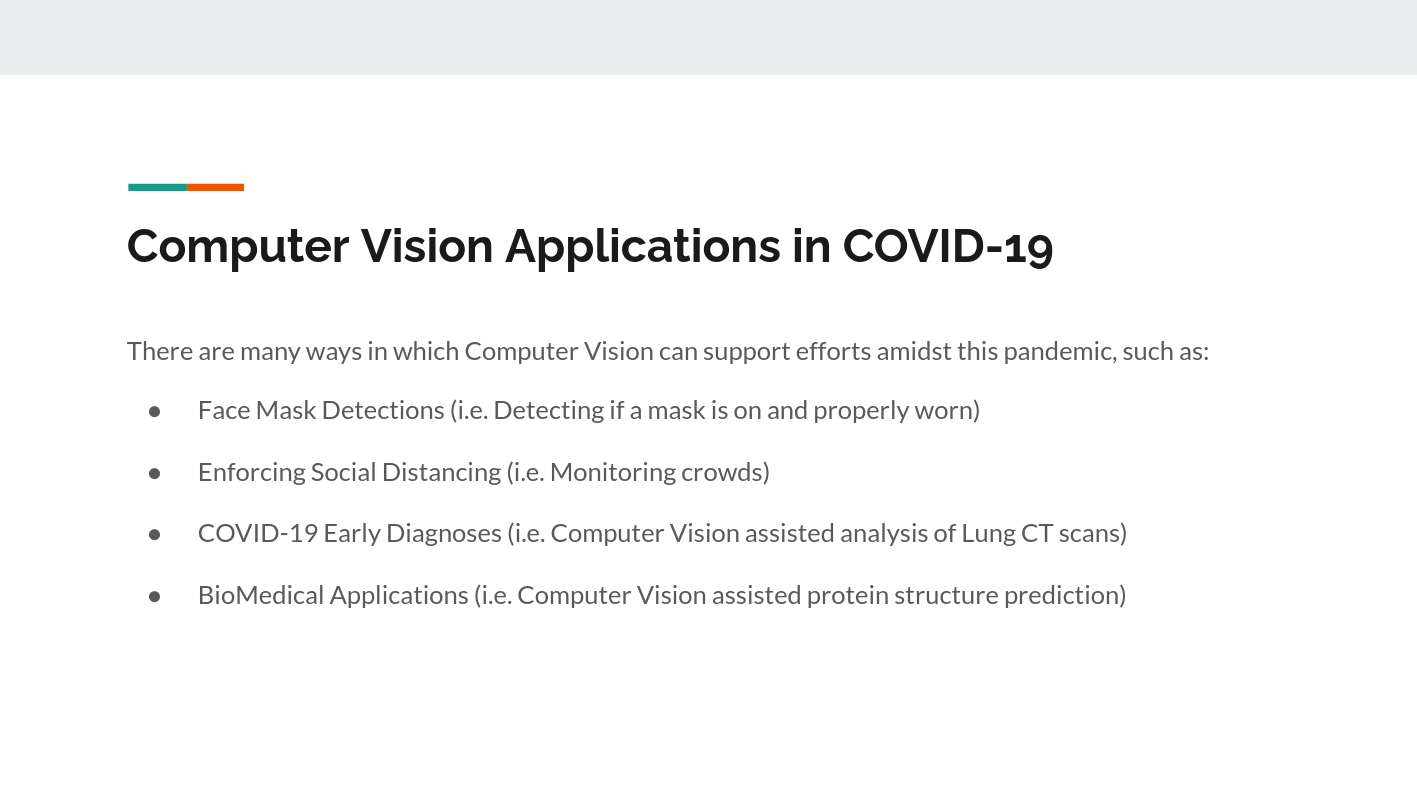 Computer Vision Applications in COVID-19
There are many ways in which Computer Vision can support efforts amidst this pandemic, such as:
● Face Mask Detections (i.e. Detecting if a mask is on and properly worn)
● Enforcing Social Distancing (i.e. Monitoring crowds)
● COVID-19 Early Diagnoses (i.e. Computer Vision assisted analysis of Lung CT scans)
● BioMedical Applications (i.e. Computer Vision assisted protein structure prediction)